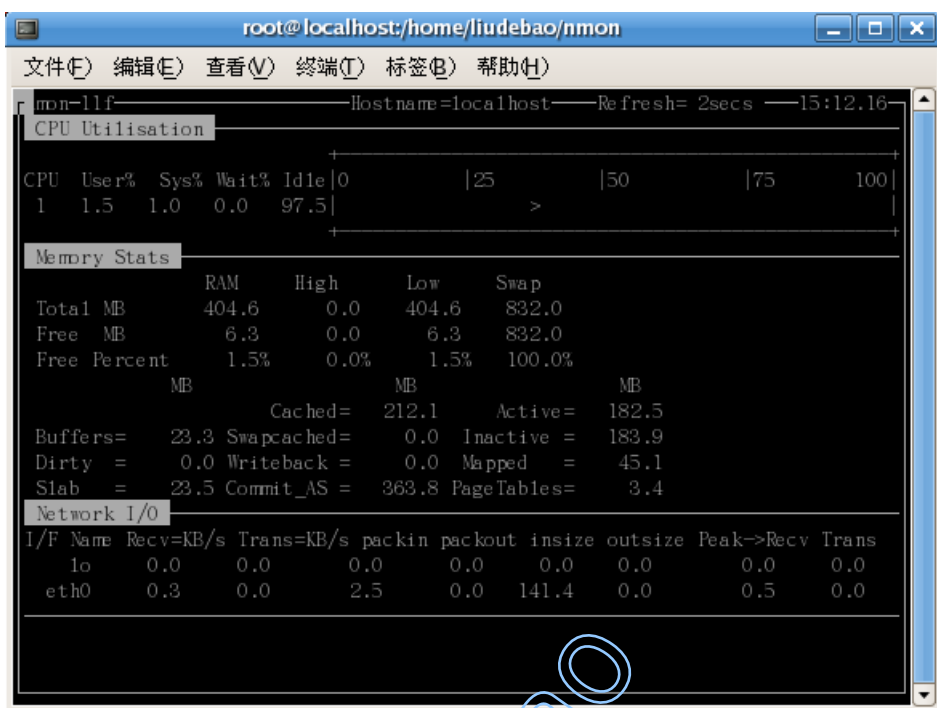 root@localhost:/home/liudebao/nmon
文件(F) 编辑(E) 查看(V) 终端(T) 标签(B) 帮助(H)
mon-11f Hostname=localhost Refresh= 2secs 15:12.16
CPU Utilisation
CPU User% Sys% Wait% Idle|0 |25 |50 |75 100|
1 1.5 1.0 0.0 97.5| > |
Memory Stats
RAM High Low Swap
Total MB 404.6 0.0 404.6 832.0
Free MB 6.3 0.0 6.3 832.0
Free Percent 1.5% 0.0% 1.5% 100.0%
MB MB MB
Cached= 212.1 Active= 182.5
Buffers= 23.3 Swapcached= 0.0 Inactive = 183.9
Dirty = 0.0 Writeback = 0.0 Mapped = 45.1
Slab = 23.5 Commit_AS = 363.8 PageTables= 3.4
Network I/O
I/F Name Recv=KB/s Trans=KB/s packin packout insize outsize Peak->Recv Trans
lo 0.0 0.0 0.0 0.0 0.0 0.0 0.0 0.0
eth0 0.3 0.0 2.5 0.0 141.4 0.0 0.5 0.0